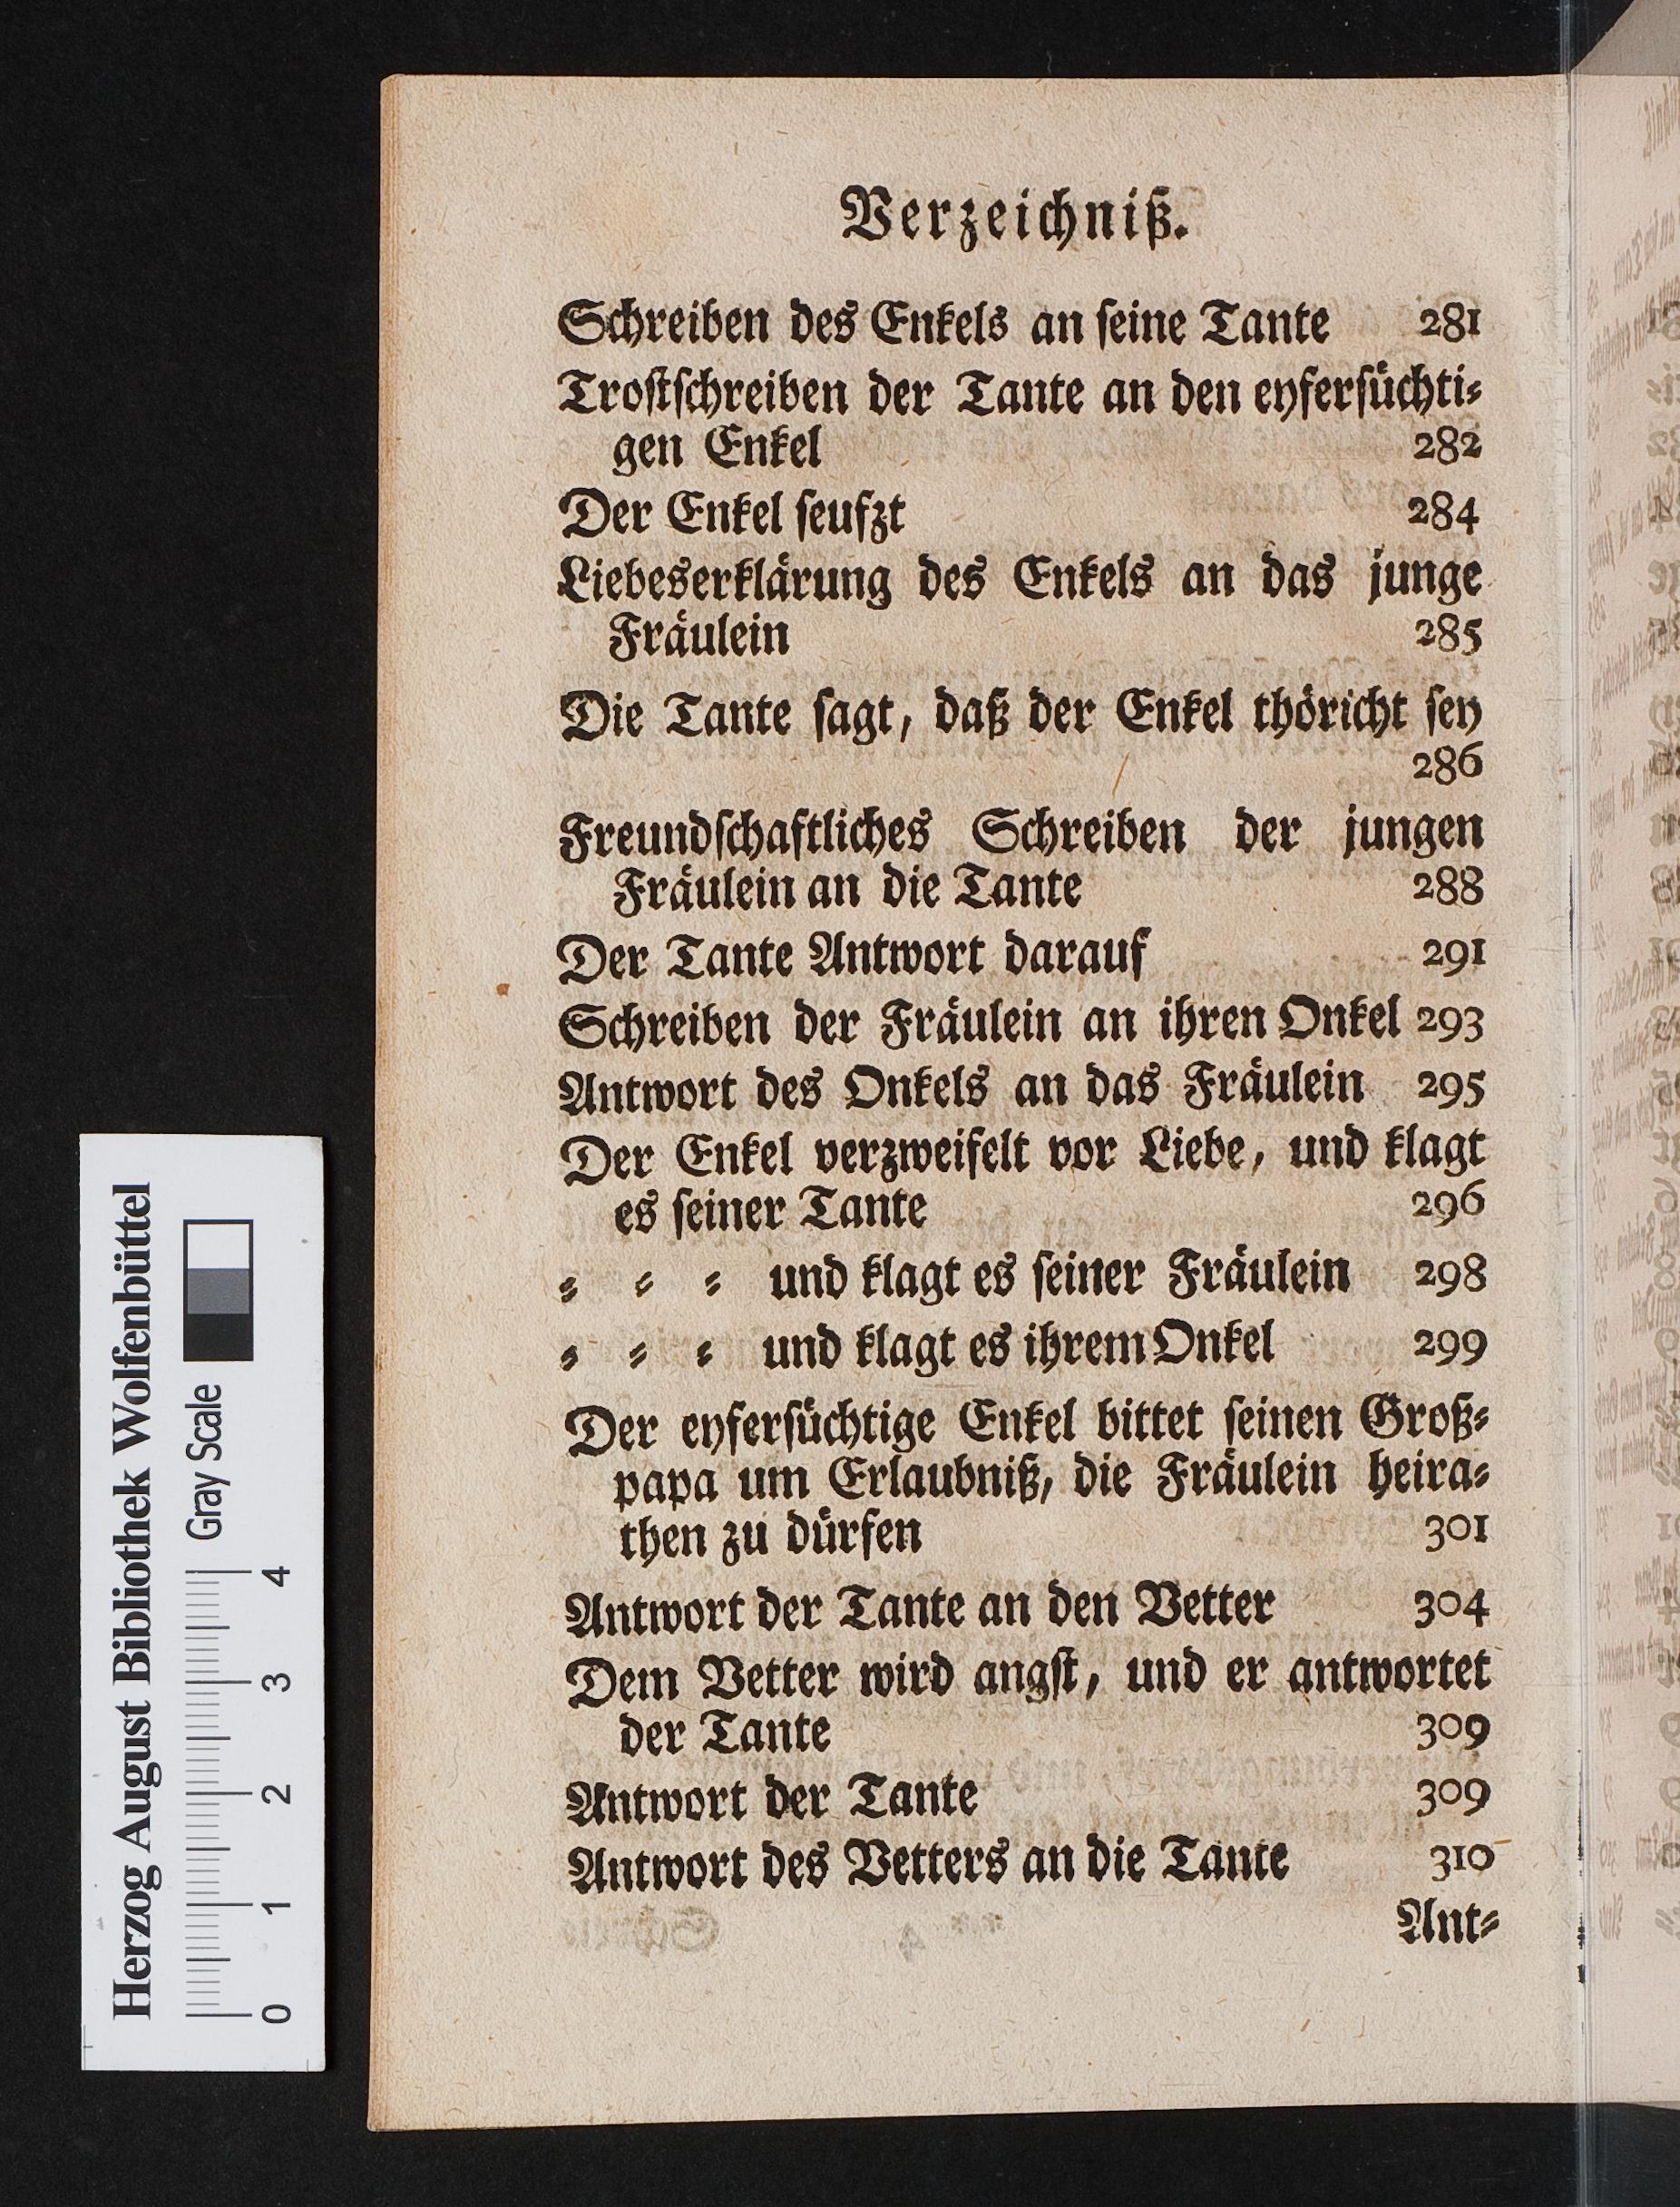 Verzeichniß.
Schreiben des Enkels an ſeine Tante 281
Troſtſchreiben der Tante an den eyferſüchti⸗
gen Enkel 282
Der Enkel ſeufzt 284
Liebeserklärung des Enkels an das junge
Fräulein 285
Die Tante ſagt, daß der Enkel thöricht ſey
286
Freundſchaftliches Schreiben der jungen
Fräulein an die Tante 288
Der Tante Antwort darauf 291
Schreiben der Fräulein an ihren Onkel 293
Antwort des Onkels an das Fräulein 295
Der Enkel verzweifelt vor Liebe, und klagt
es ſeiner Tante 296
⸗ ⸗ ⸗ und klagt es ſeiner Fräulein 298
⸗ ⸗ ⸗ und klagt es ihrem Onkel 299
Der eyferſüchtige Enkel bittet ſeinen Groß⸗
papa um Erlaubniß, die Fräulein heira⸗
then zu dürfen 301
Antwort der Tante an den Vetter 304
Dem Vetter wird angſt, und er antwortet
der Tante 309
Antwort der Tante 309
Antwort des Vetters an die Tante 310
Ant⸗
Herzog August Bibliothek Wolfenbüttel
0 1 2 3 4 Gray Scale